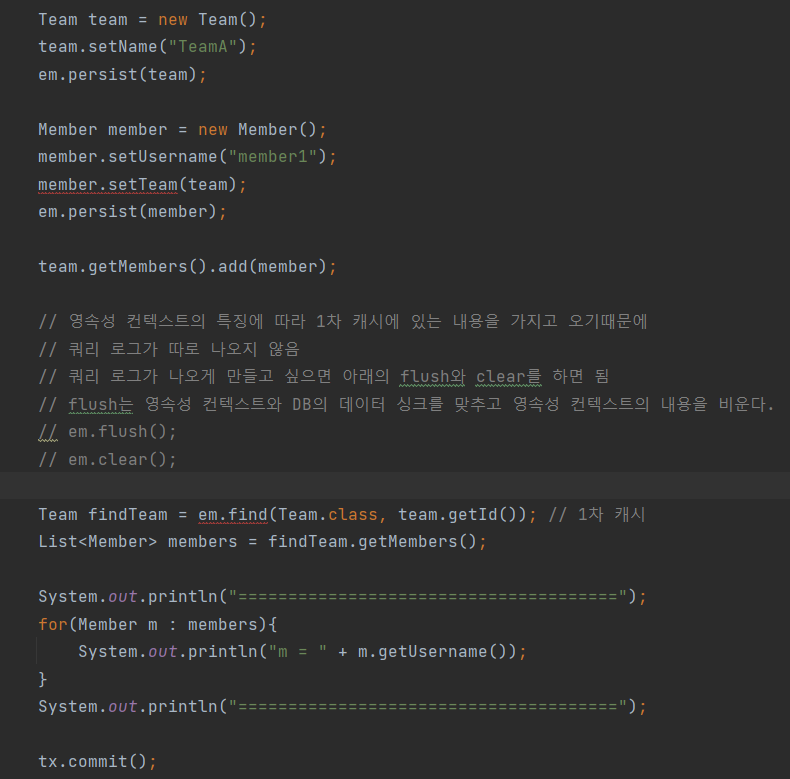 Team team = new Team();
team.setName("TeamA");
em.persist(team);
Member member = new Member();
member.setUsername("member1");
member.setTeam(team);
em.persist(member);
team.getMembers().add(member);
// 영속성 컨텍스트의 특징에 따라 1차 캐시에 있는 내용을 가지고 오기때문에
// 쿼리 로그가 따로 나오지 않음
// 쿼리 로그가 나오게 만들고 싶으면 아래의 flush와 clear를 하면 됨
// flush는 영속성 컨텍스트와 DB의 데이터 싱크를 맞추고 영속성 컨텍스트의 내용을 비운다.
// em.flush();
// em.clear();
Team findTeam = em.find(Team.class, team.getId()); // 1차 캐시
List<Member> members = findTeam.getMembers();
System.out.println("======================================");
for(Member m : members){
    System.out.println("m = " + m.getUsername());
}
System.out.println("======================================");
tx.commit();